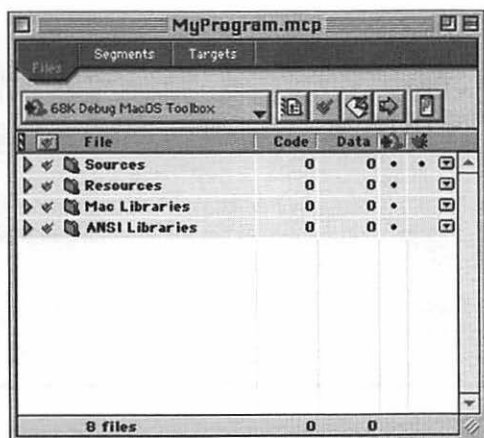 MyProgram.mcp
Files Segments Targets
68K Debug MacOS Toolbox
File Code Data
Sources 0 0
Resources 0 0
Mac Libraries 0 0
ANSI Libraries 0 0
8 files 0 0